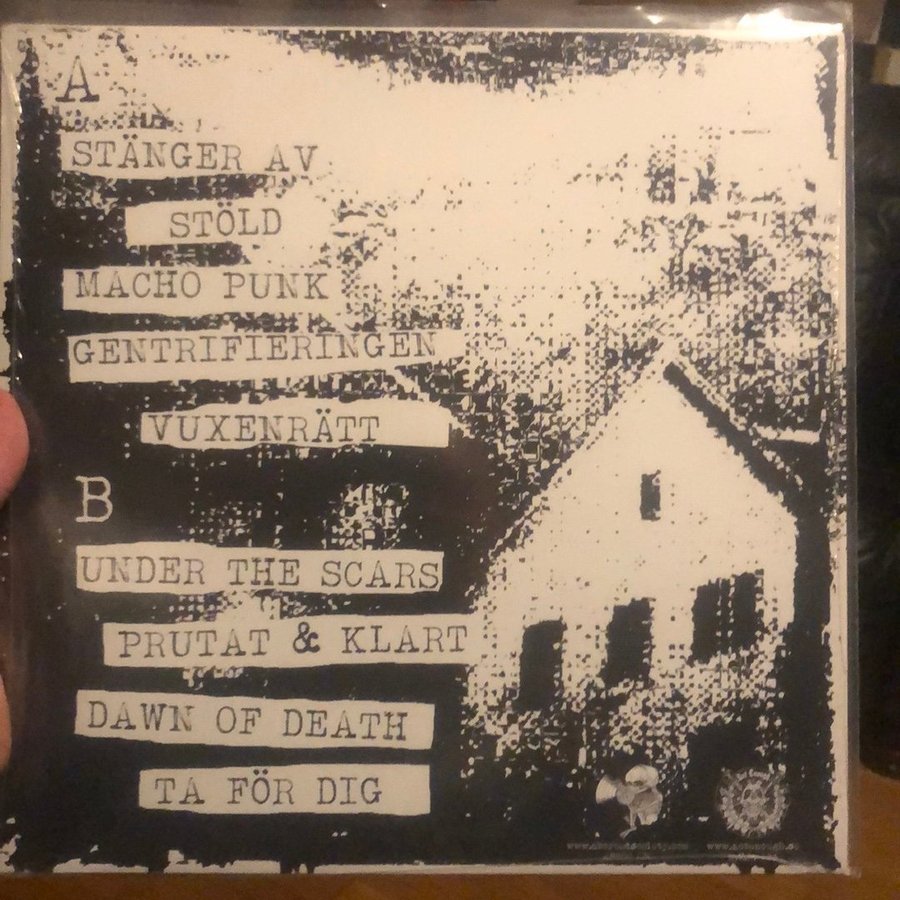 A
STÄNGER AV
STÖLD
MACHO PUNK
GENTRIFIERINGEN
VUXENRÄTT
B
UNDER THE SCARS
PRUTAT & KLART
DAWN OF DEATH
TA FÖR DIG